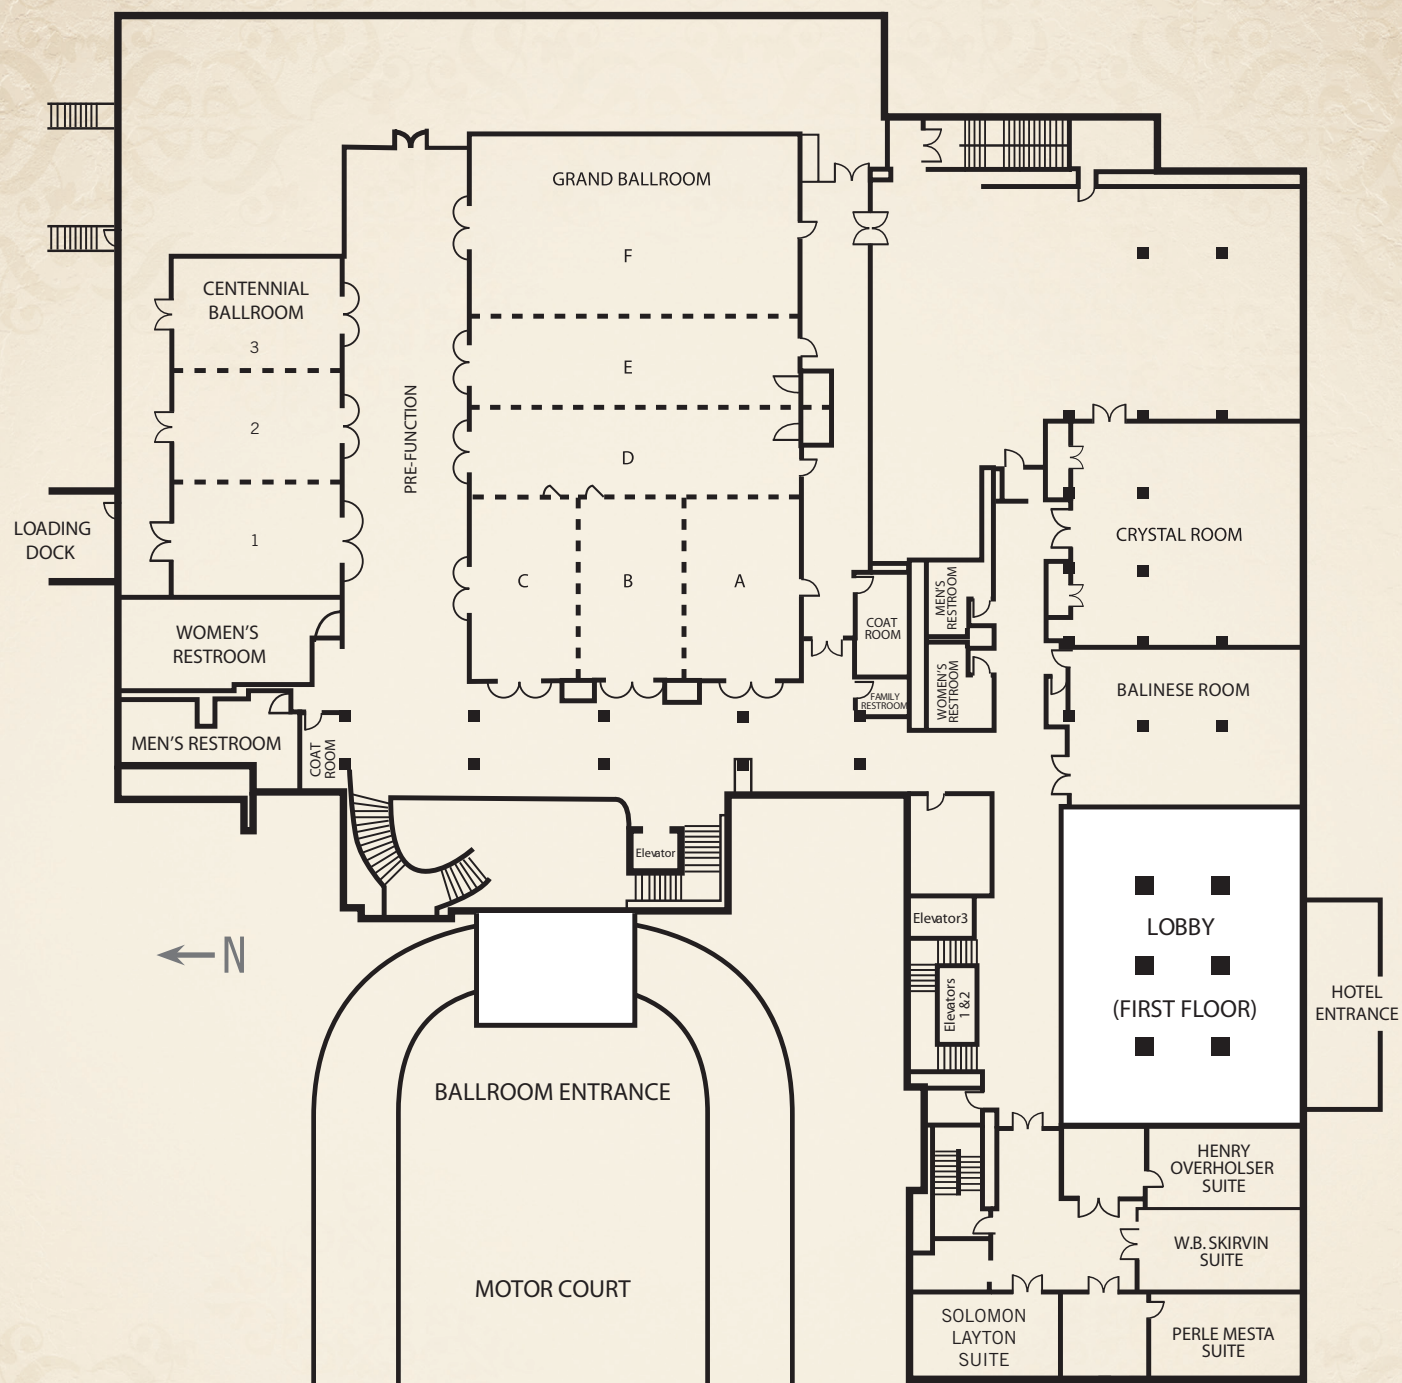 GRAND BALLROOM
F
E
D
C
B
A
CENTENNIAL
BALLROOM
3
2
1
PRE-FUNCTION
LOADING
DOCK
WOMEN'S
RESTROOM
MEN'S RESTROOM
COAT
ROOM
COAT
ROOM
FAMILY
RESTROOM
MEN'S
RESTROOM
WOMEN'S
RESTROOM
CRYSTAL ROOM
BALINESE ROOM
Elevator
Elevator3
Elevators
1 &2
LOBBY
(FIRST FLOOR)
HOTEL
ENTRANCE
N
BALLROOM ENTRANCE
MOTOR COURT
HENRY
OVERHOLSER
SUITE
W.B. SKIRVIN
SUITE
SOLOMON
LAYTON
SUITE
PERLE MESTA
SUITE